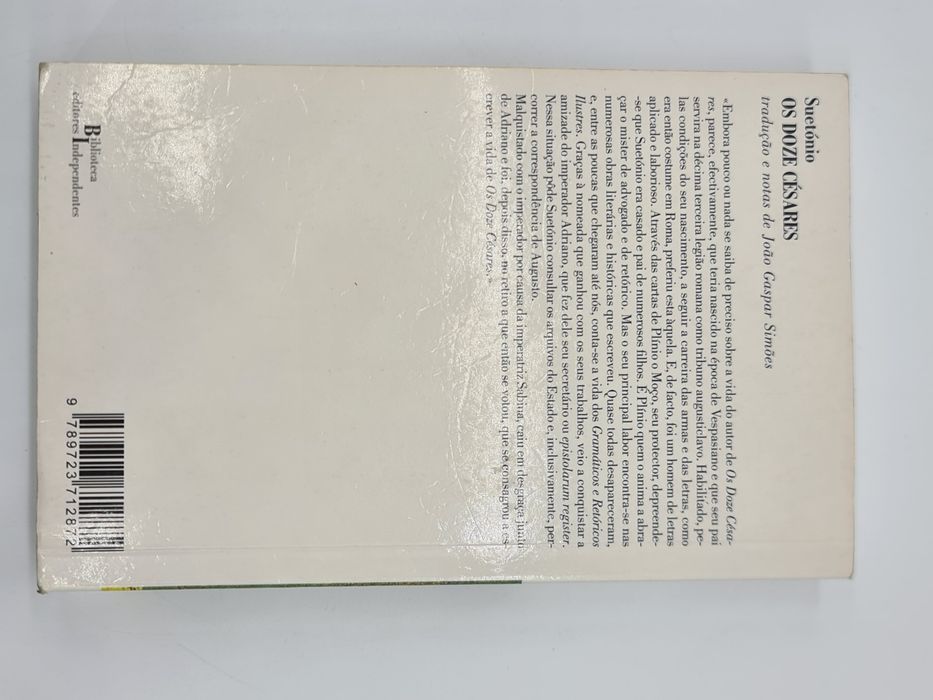 Suetónio
OS DOZE CÉSARES
tradução e notas de João Gaspar Simões
«Embora pouco ou nada se saiba de preciso sobre a vida do autor de Os Doze Césa-
res, parece, efectivamente, que teria nascido na época de Vespasiano e que seu pai
servira na décima terceira legião romana como tribuno augusticlavo. Habilitado, pe-
las condições do seu nascimento, a seguir a carreira das armas e das letras, como
era então costume em Roma, preferiu esta àquela. E, de facto, foi um homem de letras
aplicado e laborioso. Através das cartas de Plínio o Moço, seu protector, depreende-
-se que Suetónio era casado e pai de numerosos filhos. É Plínio quem o anima a abra-
çar o mister de advogado e de retórico. Mas o seu principal labor encontra-se nas
numerosas obras literárias e históricas que escreveu. Quase todas desapareceram,
e, entre as poucas que chegaram até nós, conta-se a vida dos Gramáticos e Retóricos
Ilustres. Graças à nomeada que ganhou com os seus trabalhos, veio a conquistar a
amizade do imperador Adriano, que fez dele seu secretário ou epistolarum register.
Nessa situação pôde Suetónio consultar os arquivos do Estado e, inclusivamente, per-
correr a correspondência de Augusto.
Malquistado com o imperador por causa da imperatriz Sabina, caiu em desgraça junto
de Adriano e foi, depois disso, no retiro a que então se votou, que se consagrou a es-
crever a vida de Os Doze Césares.»
Biblioteca
editores Independentes
9 789723 712872